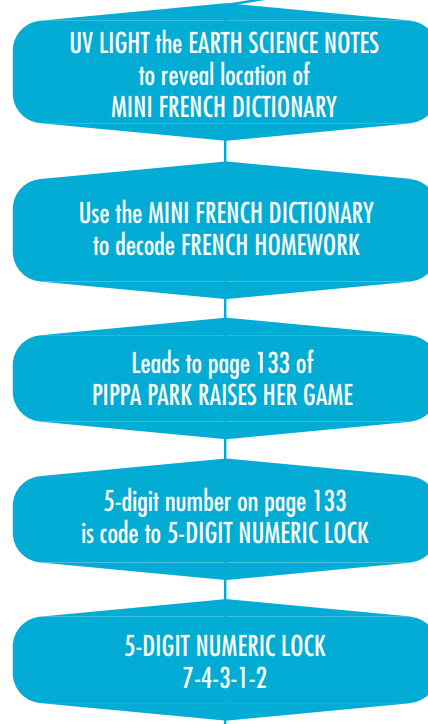 UV LIGHT the EARTH SCIENCE NOTES
to reveal location of
MINI FRENCH DICTIONARY
Use the MINI FRENCH DICTIONARY
to decode FRENCH HOMEWORK
Leads to page 133 of
PIPPA PARK RAISES HER GAME
5-digit number on page 133
is code to 5-DIGIT NUMERIC LOCK
5-DIGIT NUMERIC LOCK
7-4-3-1-2